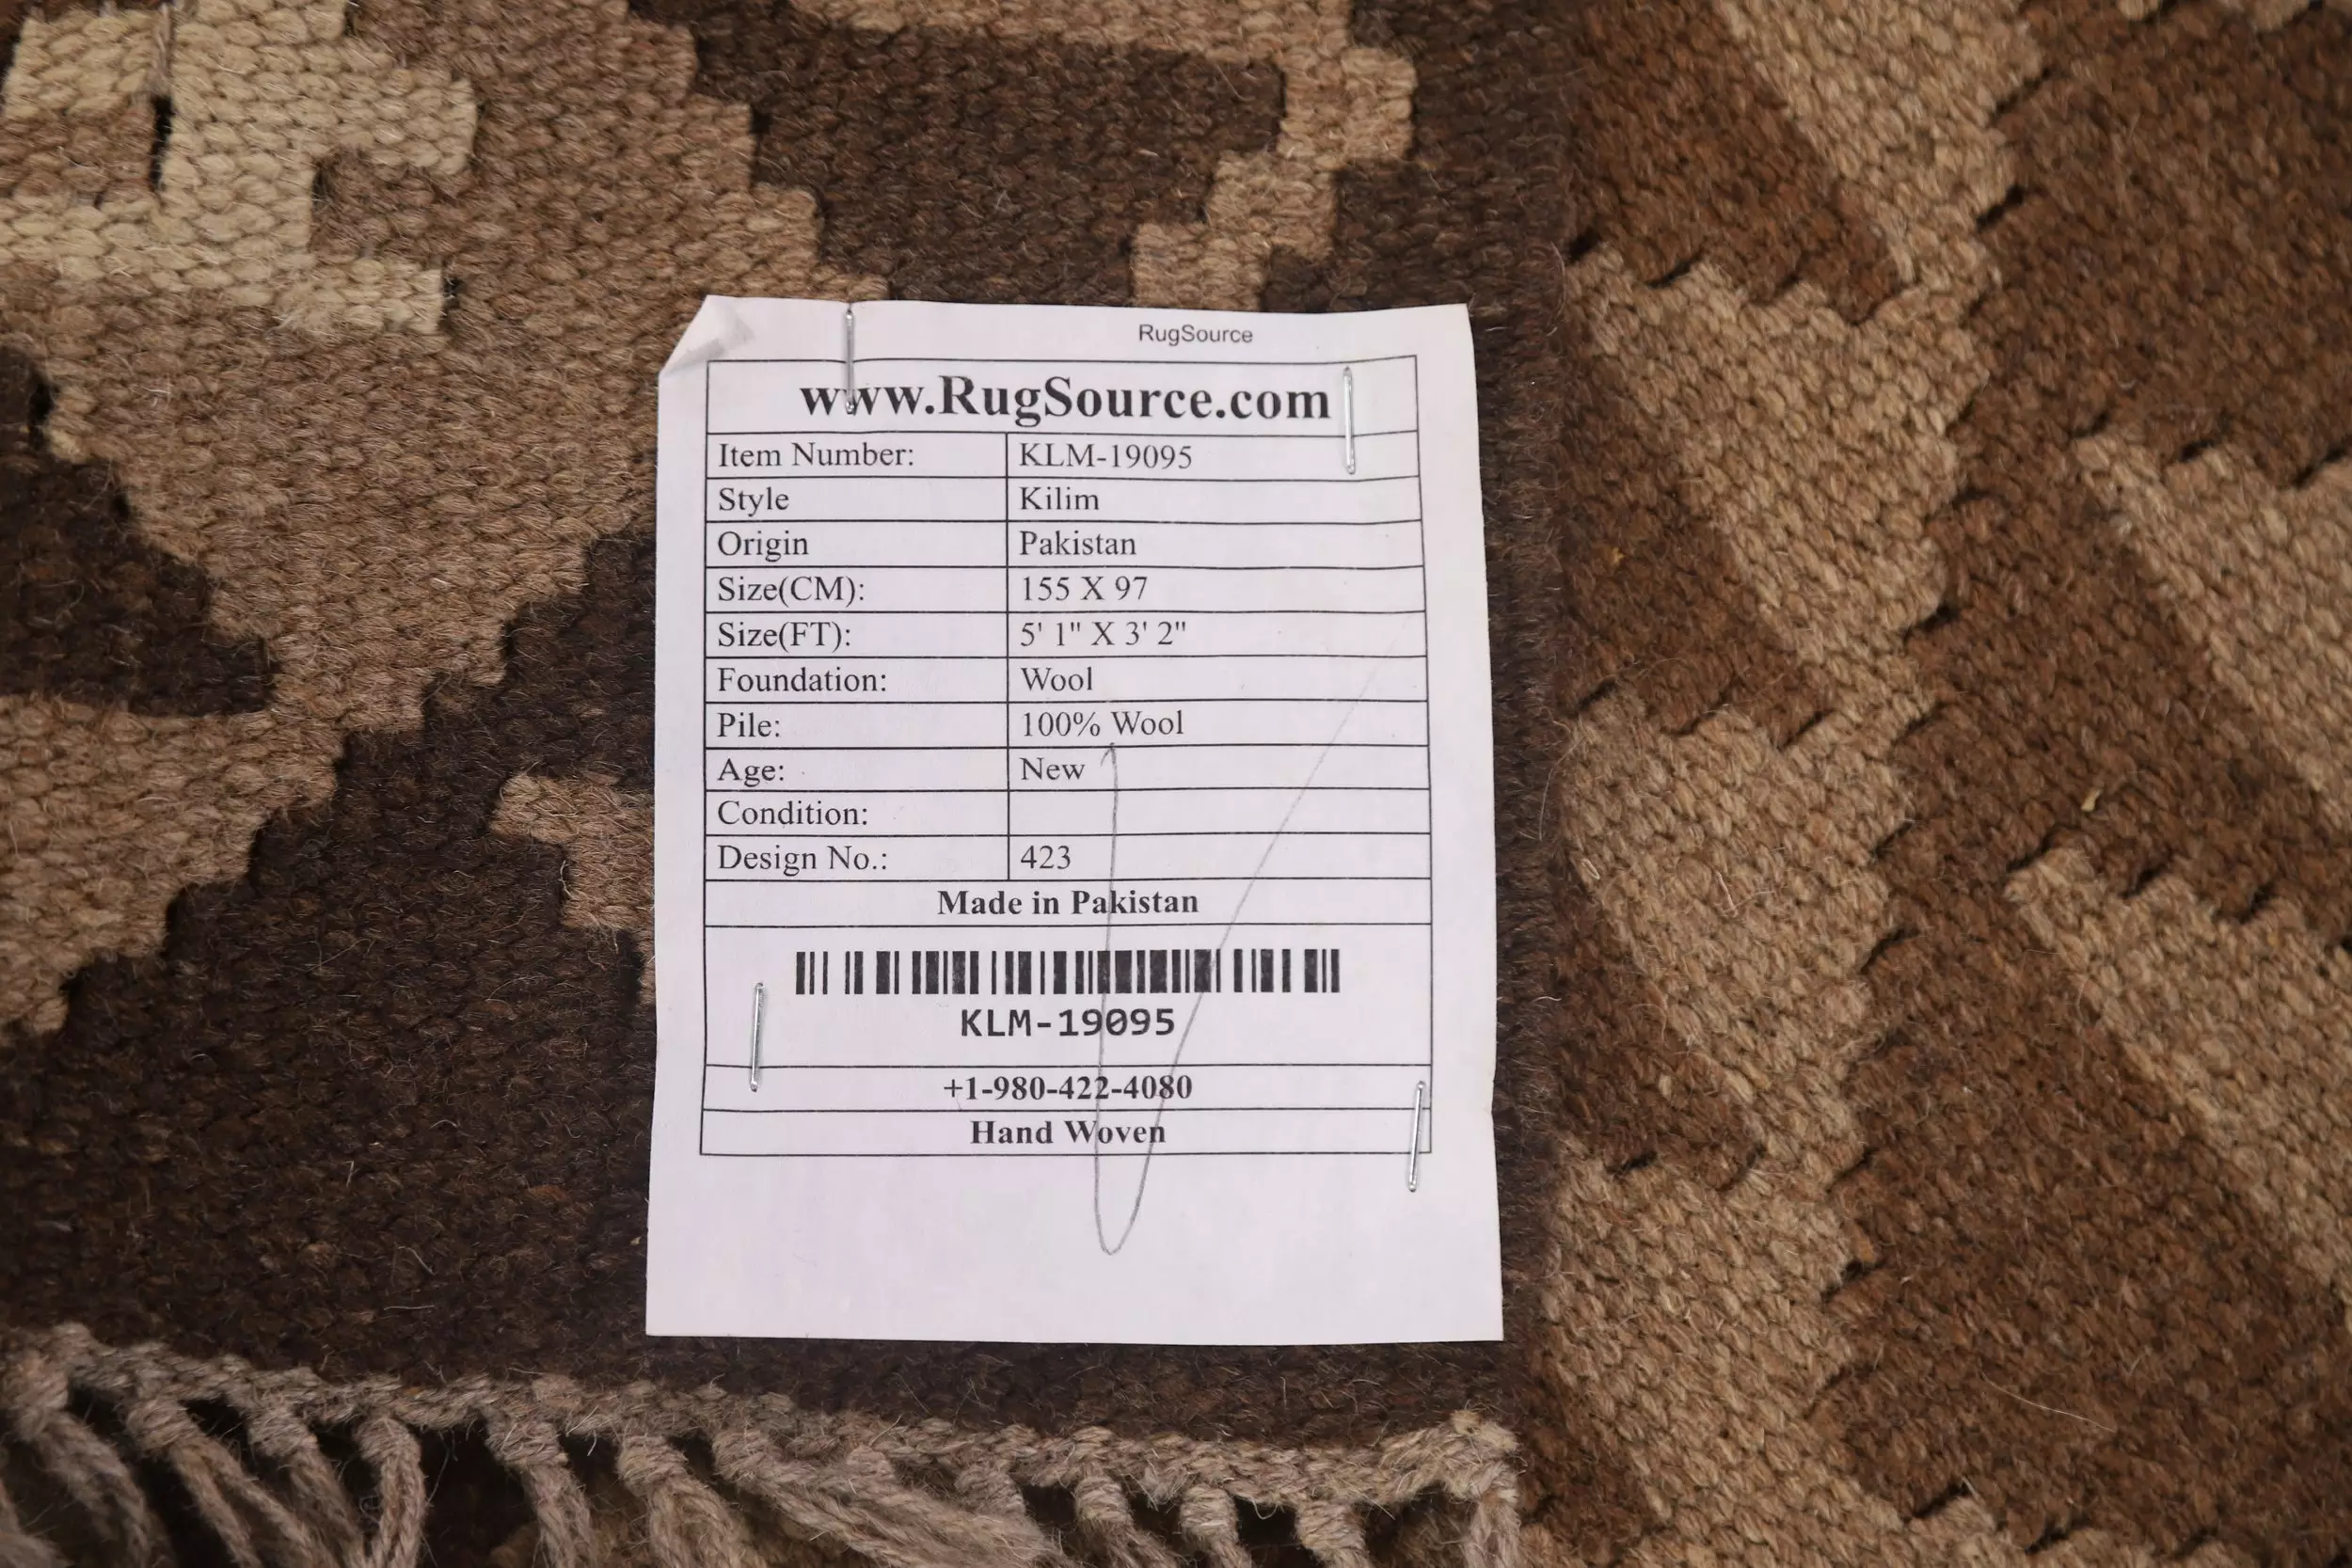 RugSource
www.RugSource.com
Item Number: KLM-19095
Style Kilim
Origin Pakistan
Size(CM): 155 X 97
Size(FT): 5' 1" X 3' 2"
Foundation: Wool
Pile: 100% Wool
Age: New
Condition:
Design No.: 423
Made in Pakistan
KLM-19095
+1-980-422-4080
Hand Woven